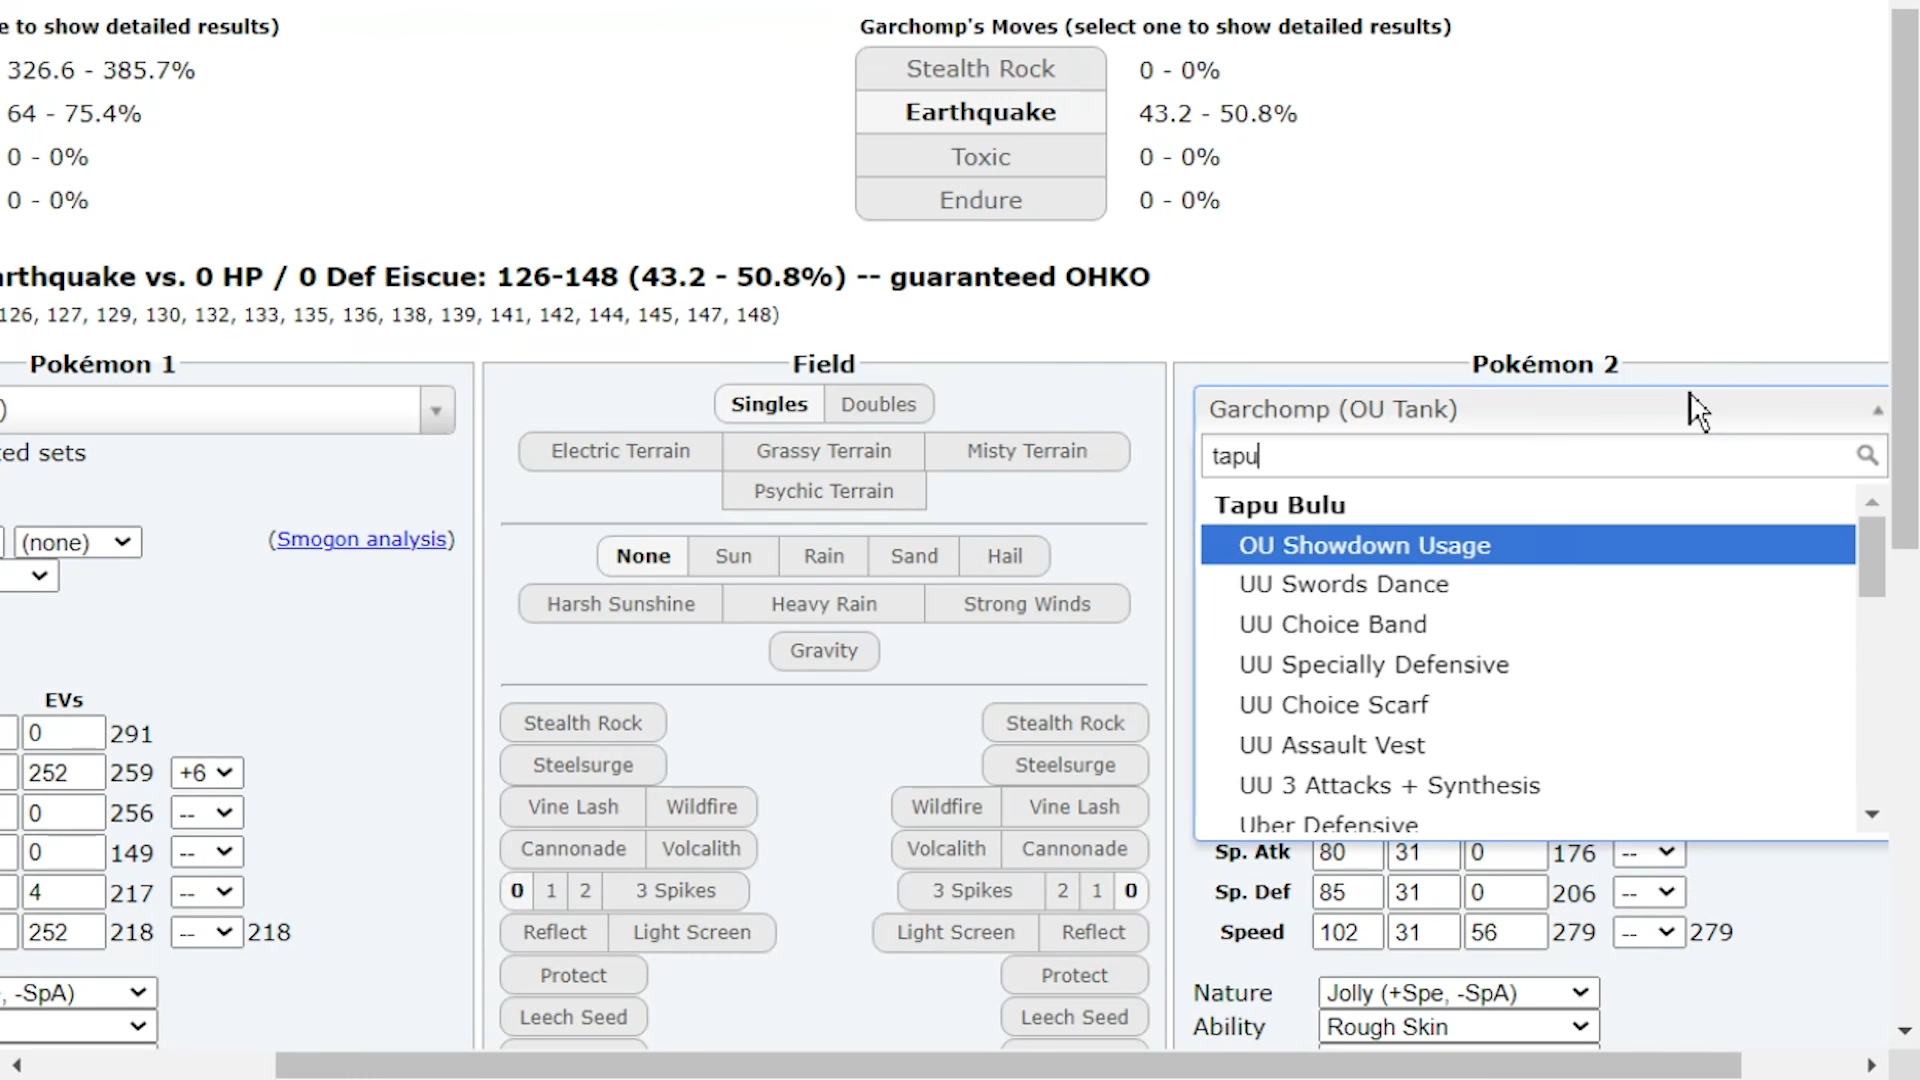 e to show detailed results)
326.6 - 385.7%
64 - 75.4%
0 - 0%
0 - 0%
Garchomp's Moves (select one to show detailed results)
Stealth Rock 0 - 0%
Earthquake 43.2 - 50.8%
Toxic 0 - 0%
Endure 0 - 0%
arthquake vs. 0 HP / 0 Def Eiscue: 126-148 (43.2 - 50.8%) -- guaranteed OHKO
126, 127, 129, 130, 132, 133, 135, 136, 138, 139, 141, 142, 144, 145, 147, 148)
Pokémon 1
)
ted sets
(none) (Smogon analysis)
EVs
0 291
252 259 +6
0 256 --
0 149 --
4 217 --
252 218 -- 218
, -SpA)
Field
Singles Doubles
Electric Terrain Grassy Terrain Misty Terrain
Psychic Terrain
None Sun Rain Sand Hail
Harsh Sunshine Heavy Rain Strong Winds
Gravity
Stealth Rock Stealth Rock
Steelsurge Steelsurge
Vine Lash Wildfire Wildfire Vine Lash
Cannonade Volcalith Volcalith Cannonade
0 1 2 3 Spikes 3 Spikes 2 1 0
Reflect Light Screen Light Screen Reflect
Protect Protect
Leech Seed Leech Seed
Pokémon 2
Garchomp (OU Tank)
tapu
Tapu Bulu
OU Showdown Usage
UU Swords Dance
UU Choice Band
UU Specially Defensive
UU Choice Scarf
UU Assault Vest
UU 3 Attacks + Synthesis
Uber Defensive
Sp. Atk 80 31 0 176 --
Sp. Def 85 31 0 206 --
Speed 102 31 56 279 -- 279
Nature Jolly (+Spe, -SpA)
Ability Rough Skin